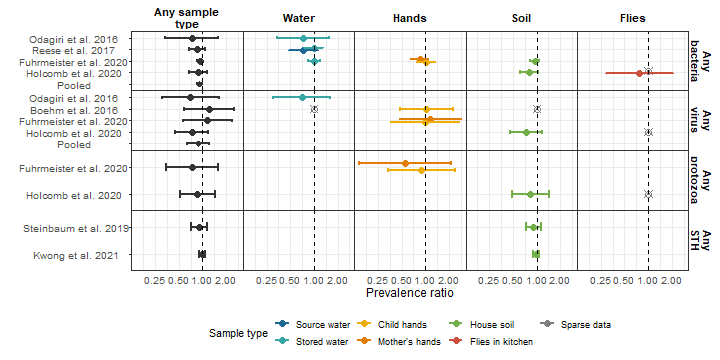 Any sample type
Water
Hands
Soil
Flies
Odagiri et al. 2016
Reese et al. 2017
Fuhrmeister et al. 2020
Holcomb et al. 2020
Pooled
Any bacteria
Odagiri et al. 2016
Boehm et al. 2016
Fuhrmeister et al. 2020
Holcomb et al. 2020
Pooled
Any virus
Fuhrmeister et al. 2020
Holcomb et al. 2020
Any protozoa
Steinbaum et al. 2019
Kwong et al. 2021
Any STH
0.25 0.50 1.00 2.00
0.25 0.50 1.00 2.00
0.25 0.50 1.00 2.00
0.25 0.50 1.00 2.00
0.25 0.50 1.00 2.00
Prevalence ratio
Sample type
Source water
Child hands
House soil
Sparse data
Stored water
Mother's hands
Flies in kitchen